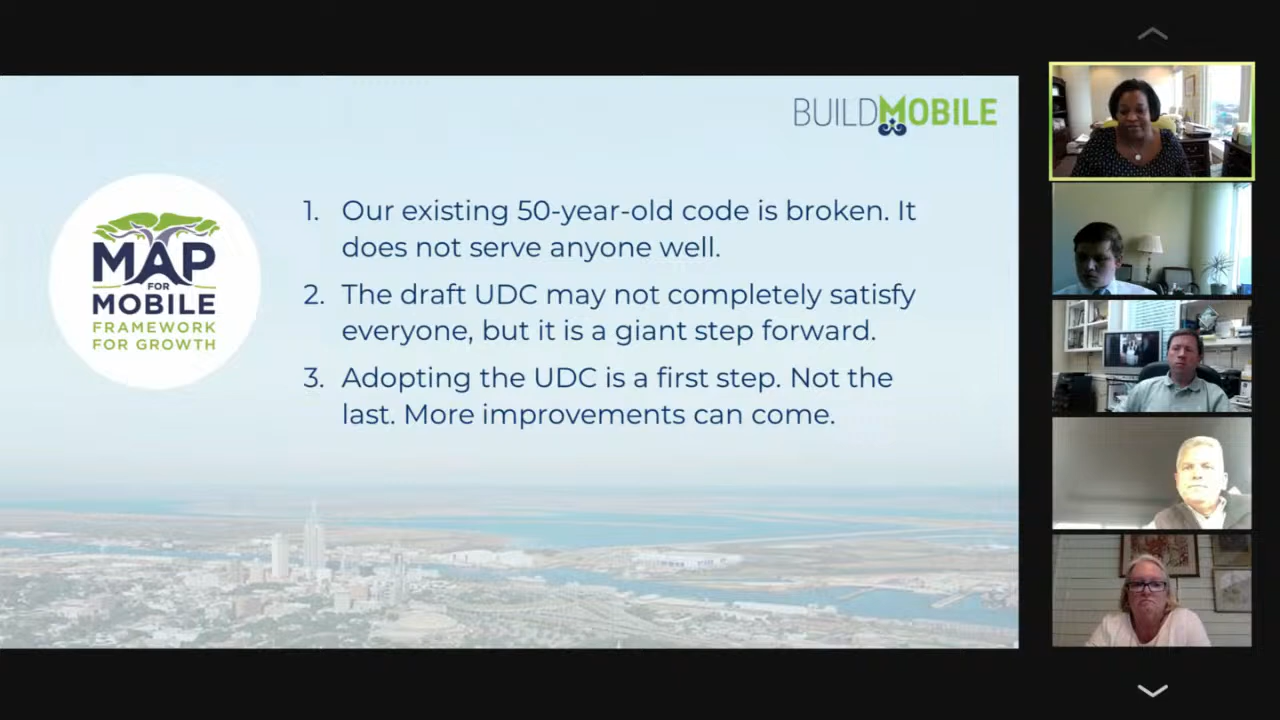 BUILDMOBILE
MAP
FOR
MOBILE
FRAMEWORK
FOR GROWTH
1. Our existing 50-year-old code is broken. It
does not serve anyone well.
2. The draft UDC may not completely satisfy
everyone, but it is a giant step forward.
3. Adopting the UDC is a first step. Not the
last. More improvements can come.